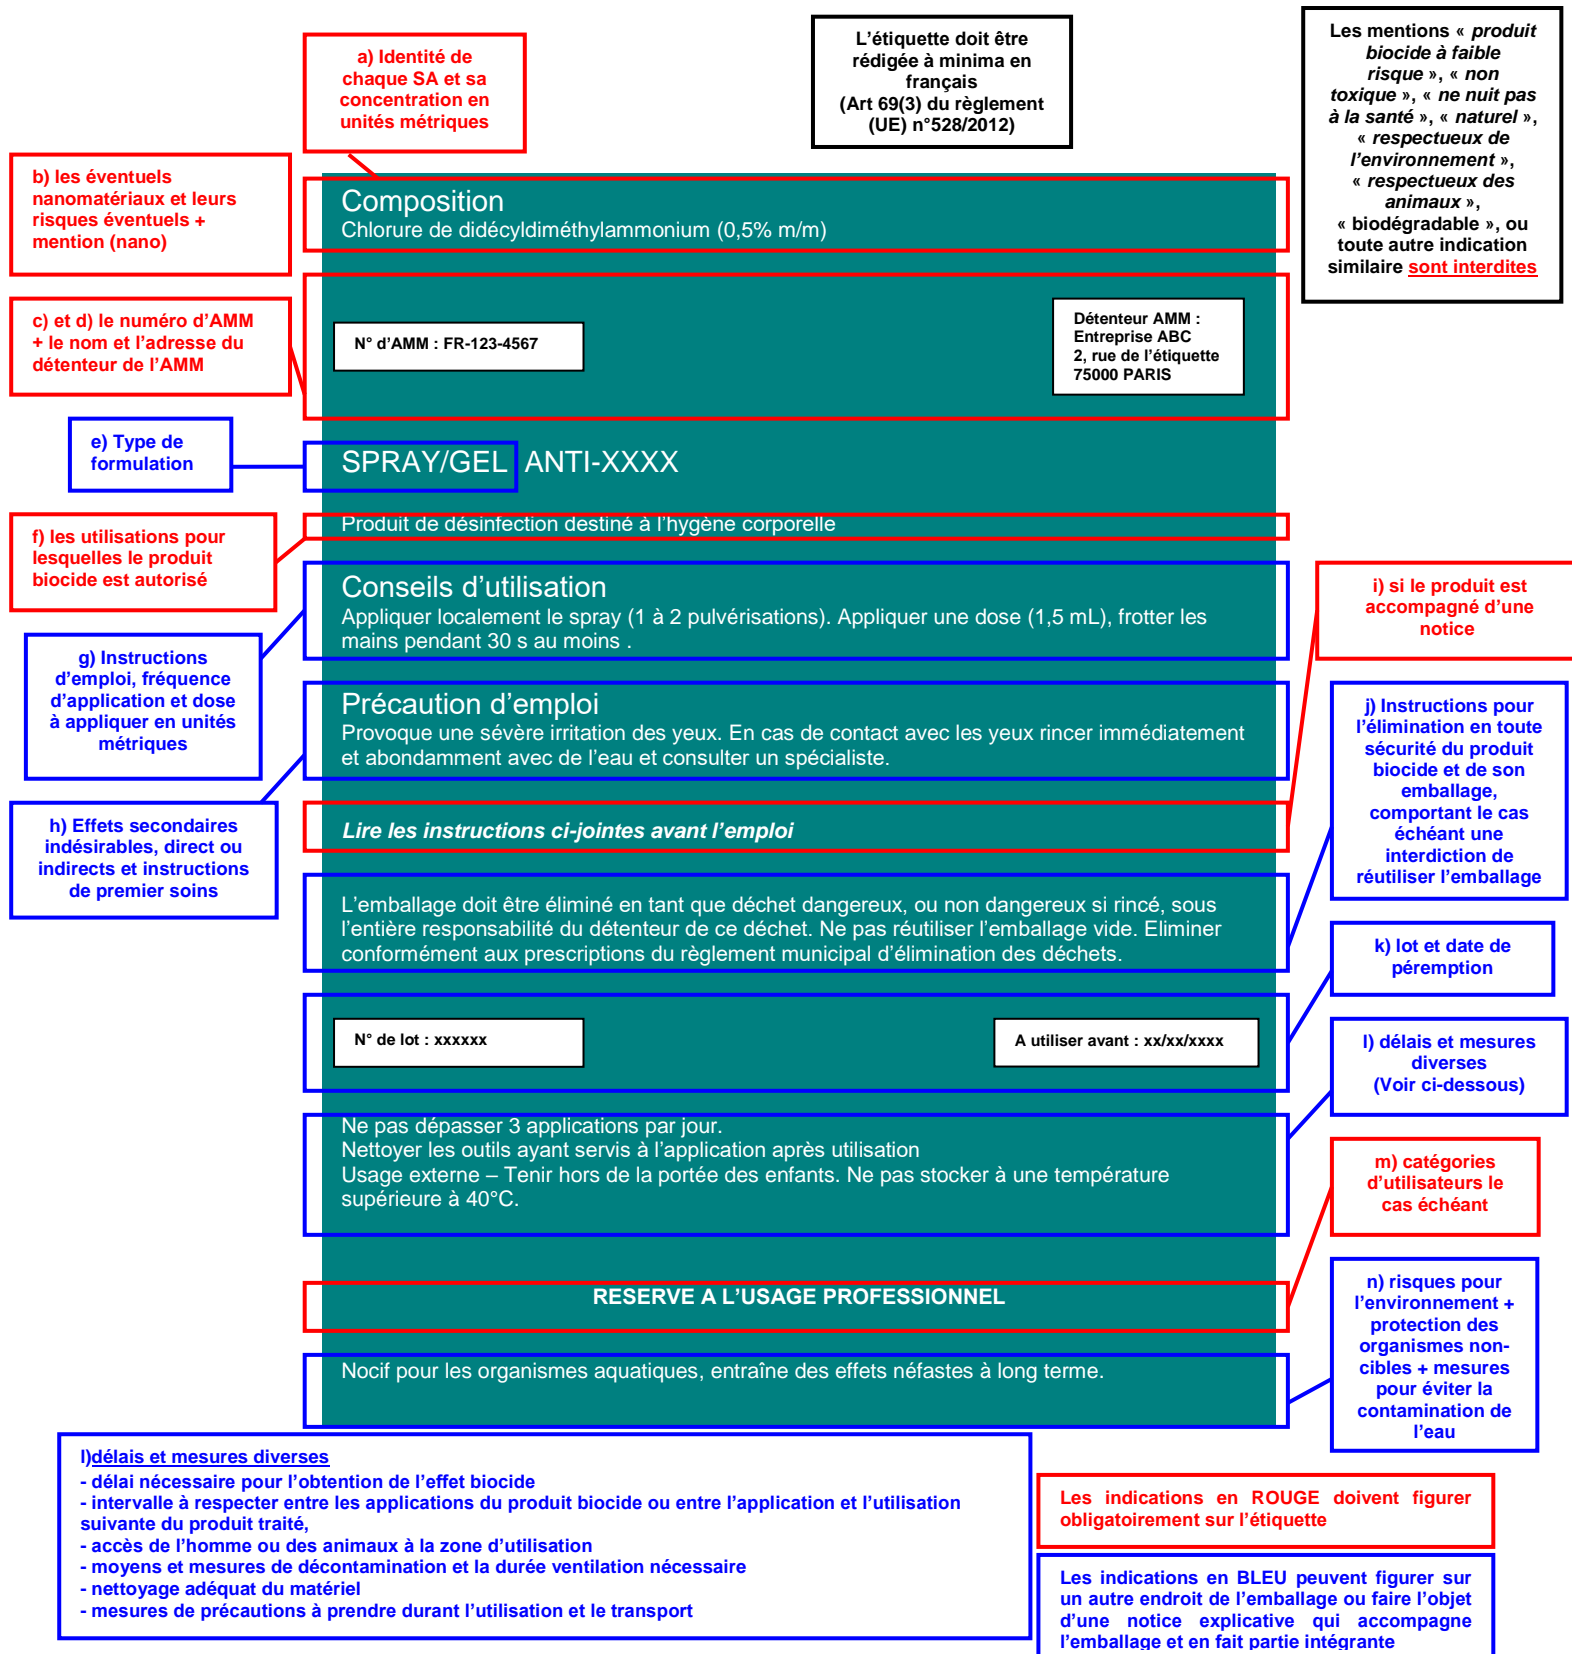 a) Identité de
chaque SA et sa
concentration en
unités métriques
L'étiquette doit être
rédigée à minima en
français
(Art 69(3) du règlement
(UE) n°528/2012)
Les mentions « produit
biocide à faible
risque », « non
toxique », « ne nuit pas
à la santé », « naturel »,
« respectueux de
l'environnement »,
« respectueux des
animaux »,
« biodégradable », ou
toute autre indication
similaire sont interdites
b) les éventuels
nanomatériaux et leurs
risques éventuels +
mention (nano)
Composition
Chlorure de didécyldiméthylammonium (0,5% m/m)
c) et d) le numéro d'AMM
+ le nom et l'adresse du
détenteur de l'AMM
N° d'AMM : FR-123-4567
Détenteur AMM :
Entreprise ABC
2, rue de l'étiquette
75000 PARIS
e) Type de
formulation
SPRAY/GEL ANTI-XXXX
f) les utilisations pour
lesquelles le produit
biocide est autorisé
Produit de désinfection destiné à l'hygène corporelle
Conseils d'utilisation
Appliquer localement le spray (1 à 2 pulvérisations). Appliquer une dose (1,5 mL), frotter les
mains pendant 30 s au moins .
i) si le produit est
accompagné d'une
notice
g) Instructions
d'emploi, fréquence
d'application et dose
à appliquer en unités
métriques
Précaution d'emploi
Provoque une sévère irritation des yeux. En cas de contact avec les yeux rincer immédiatement
et abondamment avec de l'eau et consulter un spécialiste.
j) Instructions pour
l'élimination en toute
sécurité du produit
biocide et de son
emballage,
comportant le cas
échéant une
interdiction de
réutiliser l'emballage
h) Effets secondaires
indésirables, direct ou
indirects et instructions
de premier soins
Lire les instructions ci-jointes avant l'emploi
L'emballage doit être éliminé en tant que déchet dangereux, ou non dangereux si rincé, sous
l'entière responsabilité du détenteur de ce déchet. Ne pas réutiliser l'emballage vide. Eliminer
conformément aux prescriptions du règlement municipal d'élimination des déchets.
k) lot et date de
péremption
N° de lot : xxxxxx
A utiliser avant : xx/xx/xxxx
l) délais et mesures
diverses
(Voir ci-dessous)
Ne pas dépasser 3 applications par jour.
Nettoyer les outils ayant servis à l'application après utilisation
Usage externe – Tenir hors de la portée des enfants. Ne pas stocker à une température
supérieure à 40°C.
m) catégories
d'utilisateurs le
cas échéant
RESERVE A L'USAGE PROFESSIONNEL
n) risques pour
l'environnement +
protection des
organismes non-
cibles + mesures
pour éviter la
contamination de
l'eau
Nocif pour les organismes aquatiques, entraîne des effets néfastes à long terme.
l)délais et mesures diverses
- délai nécessaire pour l'obtention de l'effet biocide
- intervalle à respecter entre les applications du produit biocide ou entre l'application et l'utilisation
suivante du produit traité,
- accès de l'homme ou des animaux à la zone d'utilisation
- moyens et mesures de décontamination et la durée ventilation nécessaire
- nettoyage adéquat du matériel
- mesures de précautions à prendre durant l'utilisation et le transport
Les indications en ROUGE doivent figurer
obligatoirement sur l'étiquette
Les indications en BLEU peuvent figurer sur
un autre endroit de l'emballage ou faire l'objet
d'une notice explicative qui accompagne
l'emballage et en fait partie intégrante